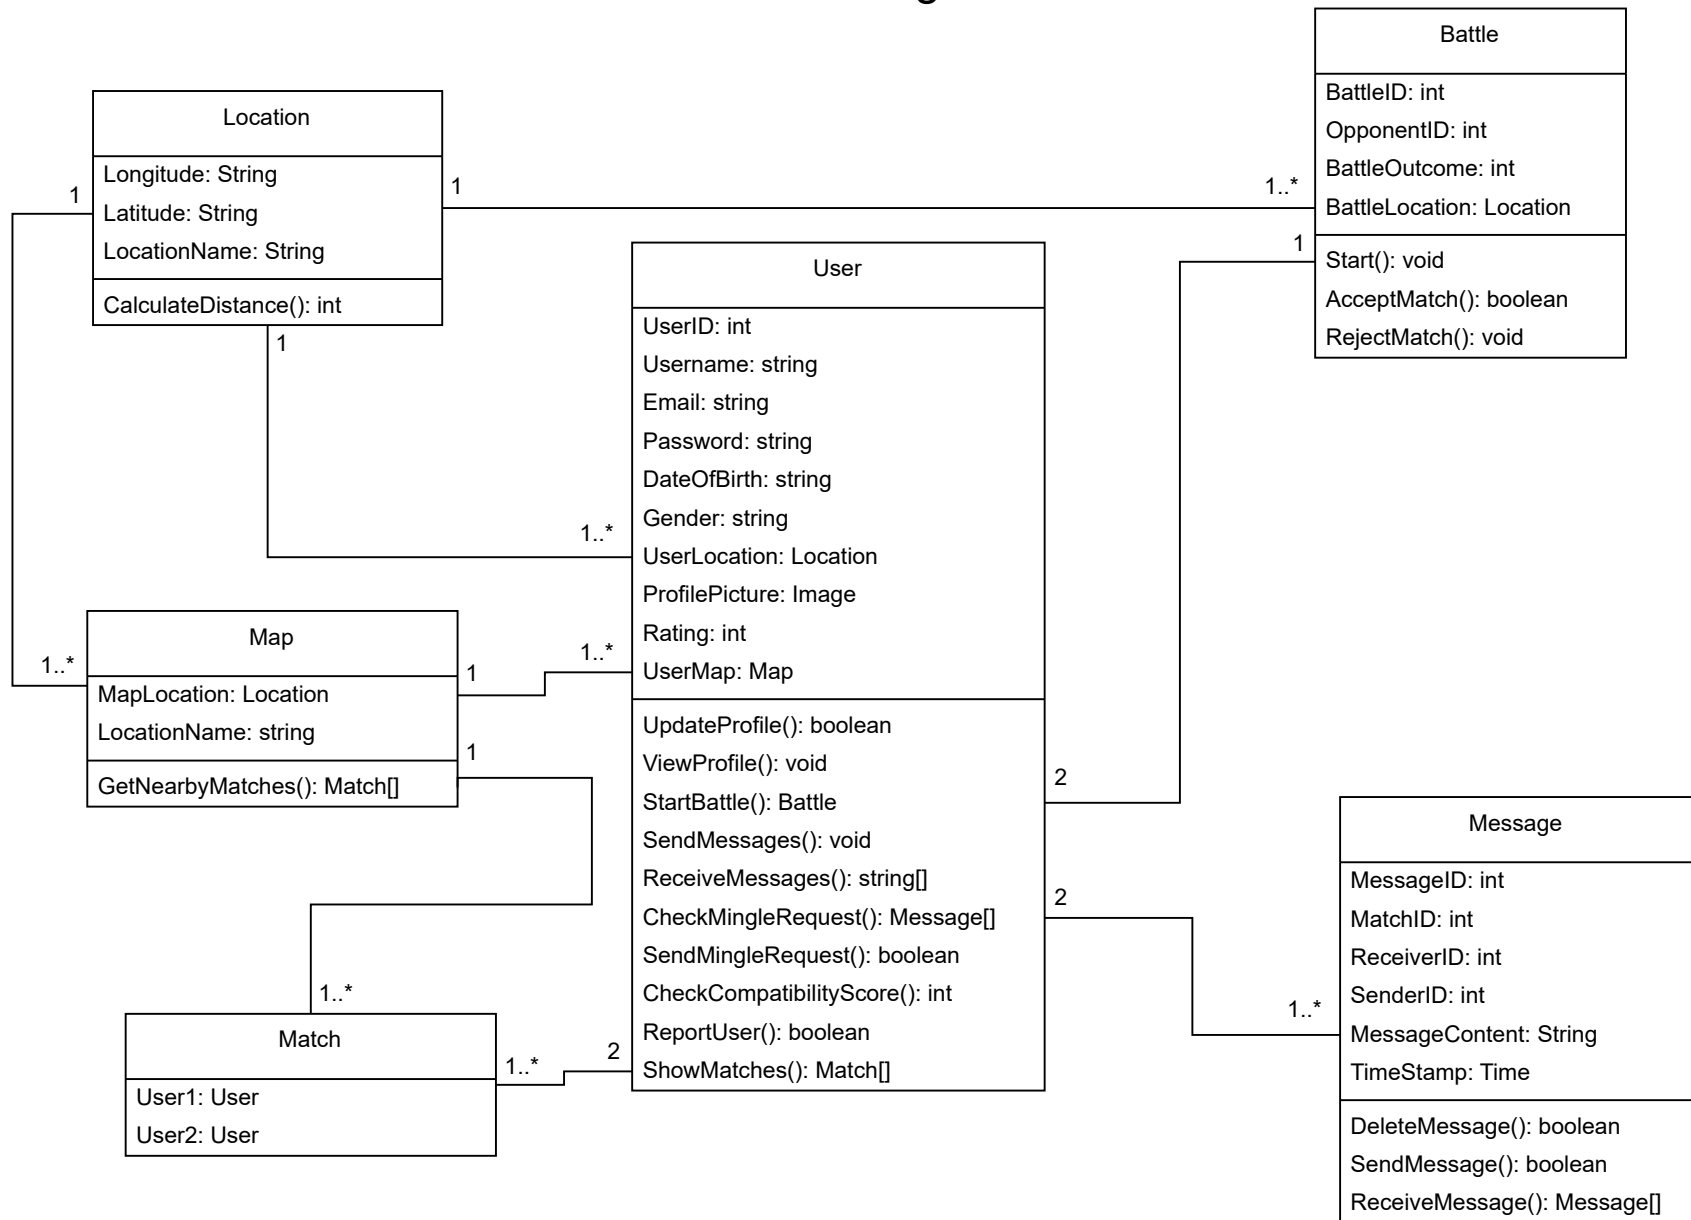 Battle
BattleID: int
OpponentID: int
BattleOutcome: int
BattleLocation: Location
Start(): void
AcceptMatch(): boolean
RejectMatch(): void
1..*
1
Location
Longitude: String
Latitude: String
LocationName: String
CalculateDistance(): int
1
1
1
User
UserID: int
Username: string
Email: string
Password: string
DateOfBirth: string
Gender: string
UserLocation: Location
ProfilePicture: Image
Rating: int
UserMap: Map
UpdateProfile(): boolean
ViewProfile(): void
StartBattle(): Battle
SendMessages(): void
ReceiveMessages(): string[]
CheckMingleRequest(): Message[]
SendMingleRequest(): boolean
CheckCompatibilityScore(): int
ReportUser(): boolean
ShowMatches(): Match[]
1..*
1..*
2
2
2
Map
MapLocation: Location
LocationName: string
GetNearbyMatches(): Match[]
1..*
1
1
Match
User1: User
User2: User
1..*
1..*
Message
MessageID: int
MatchID: int
ReceiverID: int
SenderID: int
MessageContent: String
TimeStamp: Time
DeleteMessage(): boolean
SendMessage(): boolean
ReceiveMessage(): Message[]
1..*